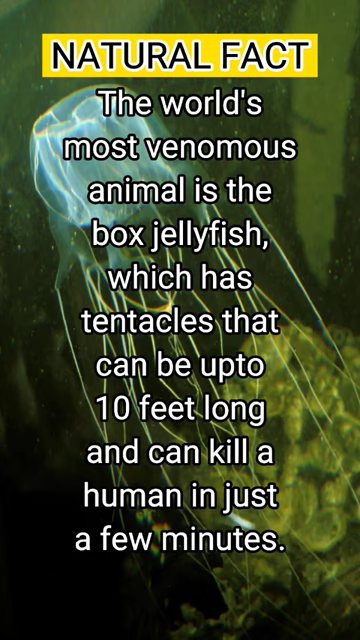 NATURAL FACT
The world's
most venomous
animal is the
box jellyfish,
which has
tentacles that
can be upto
10 feet long
and can kill a
human in just
a few minutes.